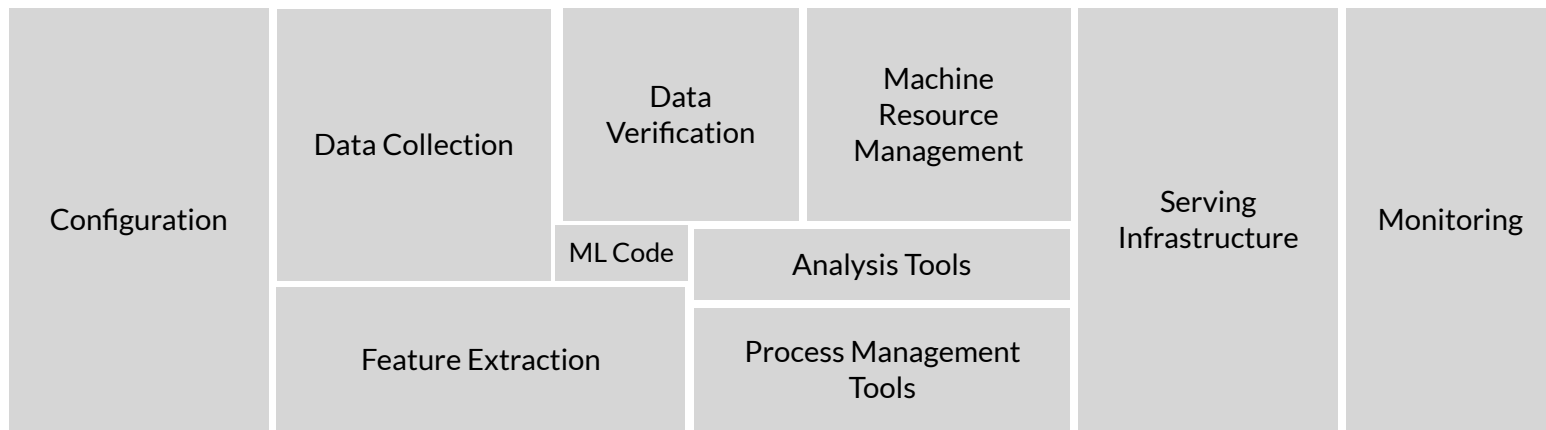 Configuration
Data Collection
Data
Verification
Machine
Resource
Management
ML Code
Feature Extraction
Analysis Tools
Process Management
Tools
Serving
Infrastructure
Monitoring